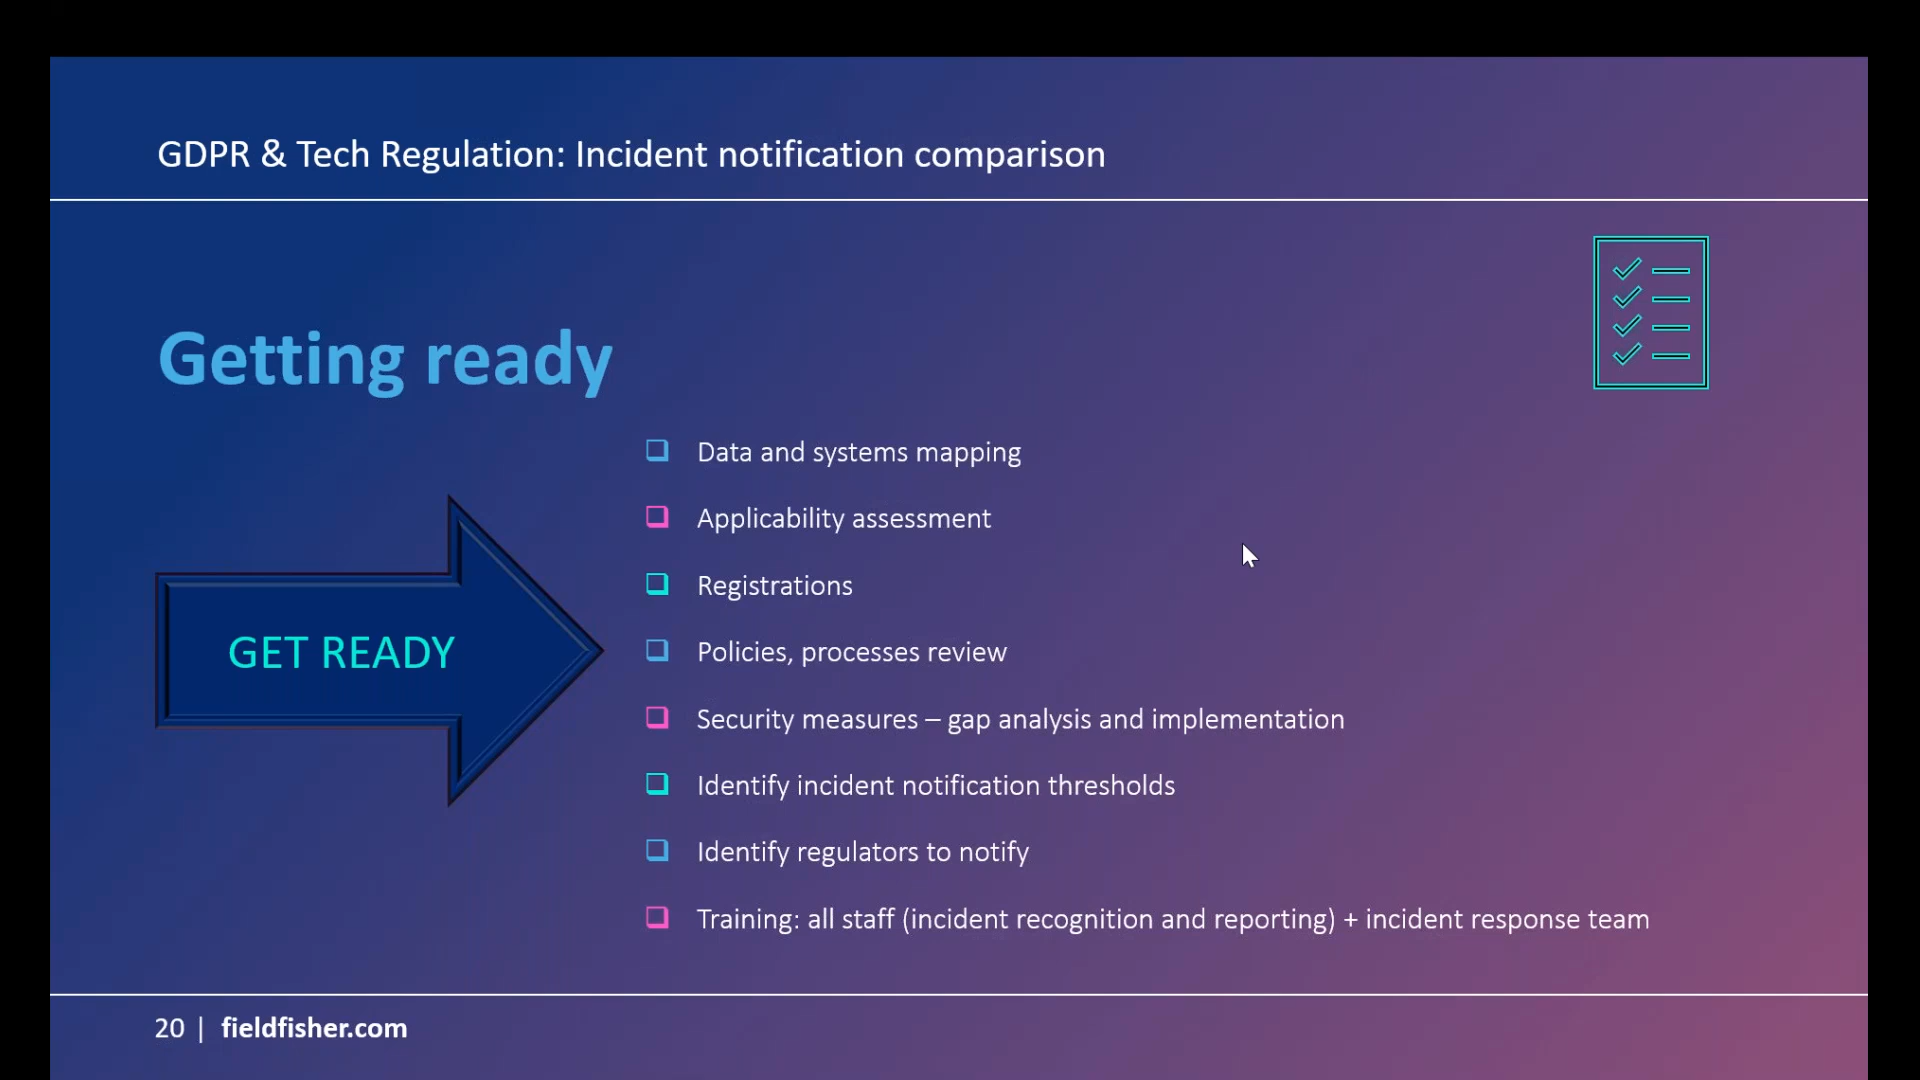 GDPR & Tech Regulation: Incident notification comparison
Getting ready
GET READY
Data and systems mapping
Applicability assessment
Registrations
Policies, processes review
Security measures – gap analysis and implementation
Identify incident notification thresholds
Identify regulators to notify
Training: all staff (incident recognition and reporting) + incident response team
20 | fieldfisher.com